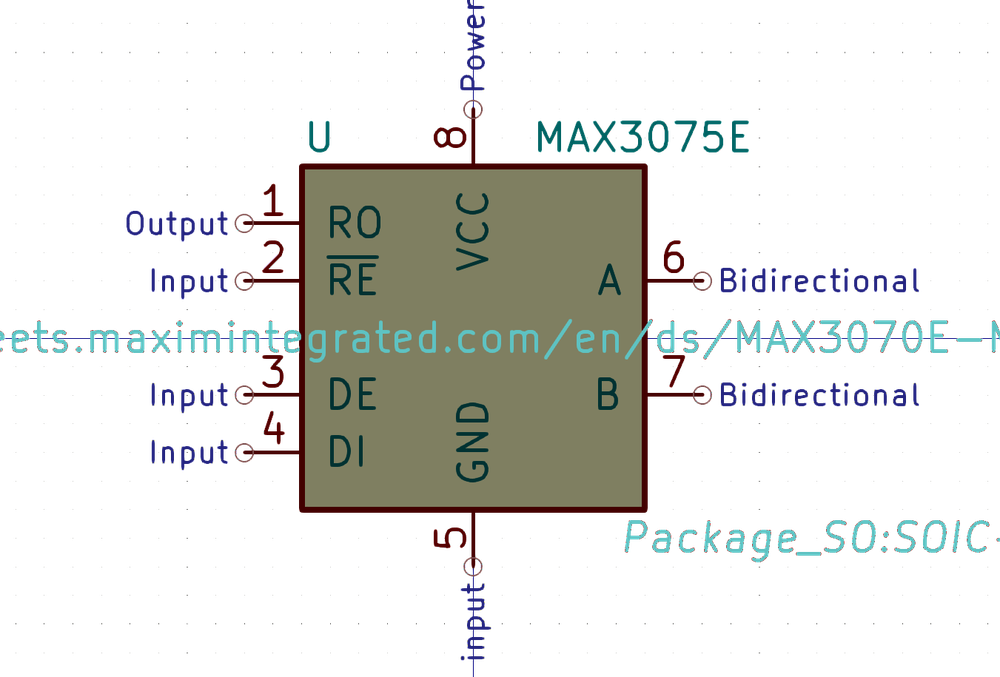 Power
U
8
MAX3075E
Output
1
RO
VCC
Input
2
RE
A
6
Bidirectional
eets.maximintegrated.com/en/ds/MAX3070E-M
Input
3
DE
B
7
Bidirectional
Input
4
DI
GND
5
Package_SO:SOIC-
input